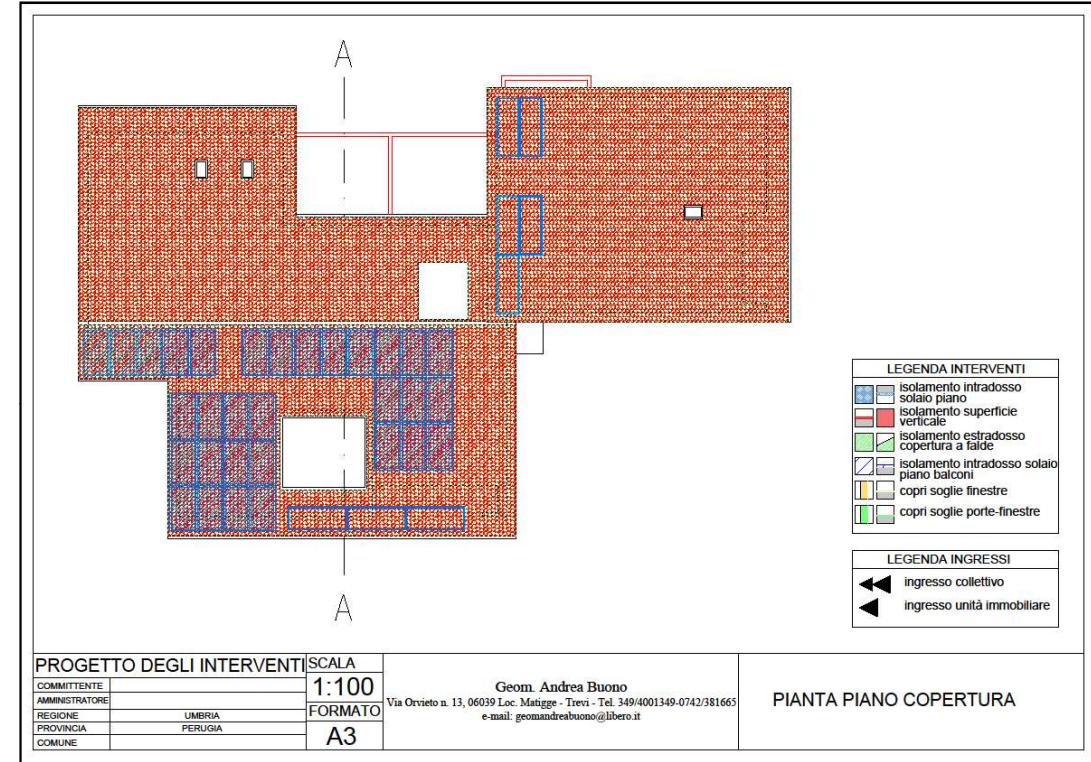 A
A
LEGENDA INTERVENTI
isolamento intradosso
solaio piano
isolamento superficie
verticale
isolamento estradosso
copertura a falde
isolamento intradosso solaio
piano balconi
copri soglie finestre
copri soglie porte-finestre
LEGENDA INGRESSI
ingresso collettivo
ingresso unità immobiliare
PROGETTO DEGLI INTERVENTI
COMMITTENTE
AMMINISTRATORE
REGIONE UMBRIA
PROVINCIA PERUGIA
COMUNE
SCALA
1:100
FORMATO
A3
Geom. Andrea Buono
Via Orvieto n. 13, 06039 Loc. Matigge - Trevi - Tel. 349/4001349-0742/381665
e-mail: geomandreabuono@libero.it
PIANTA PIANO COPERTURA